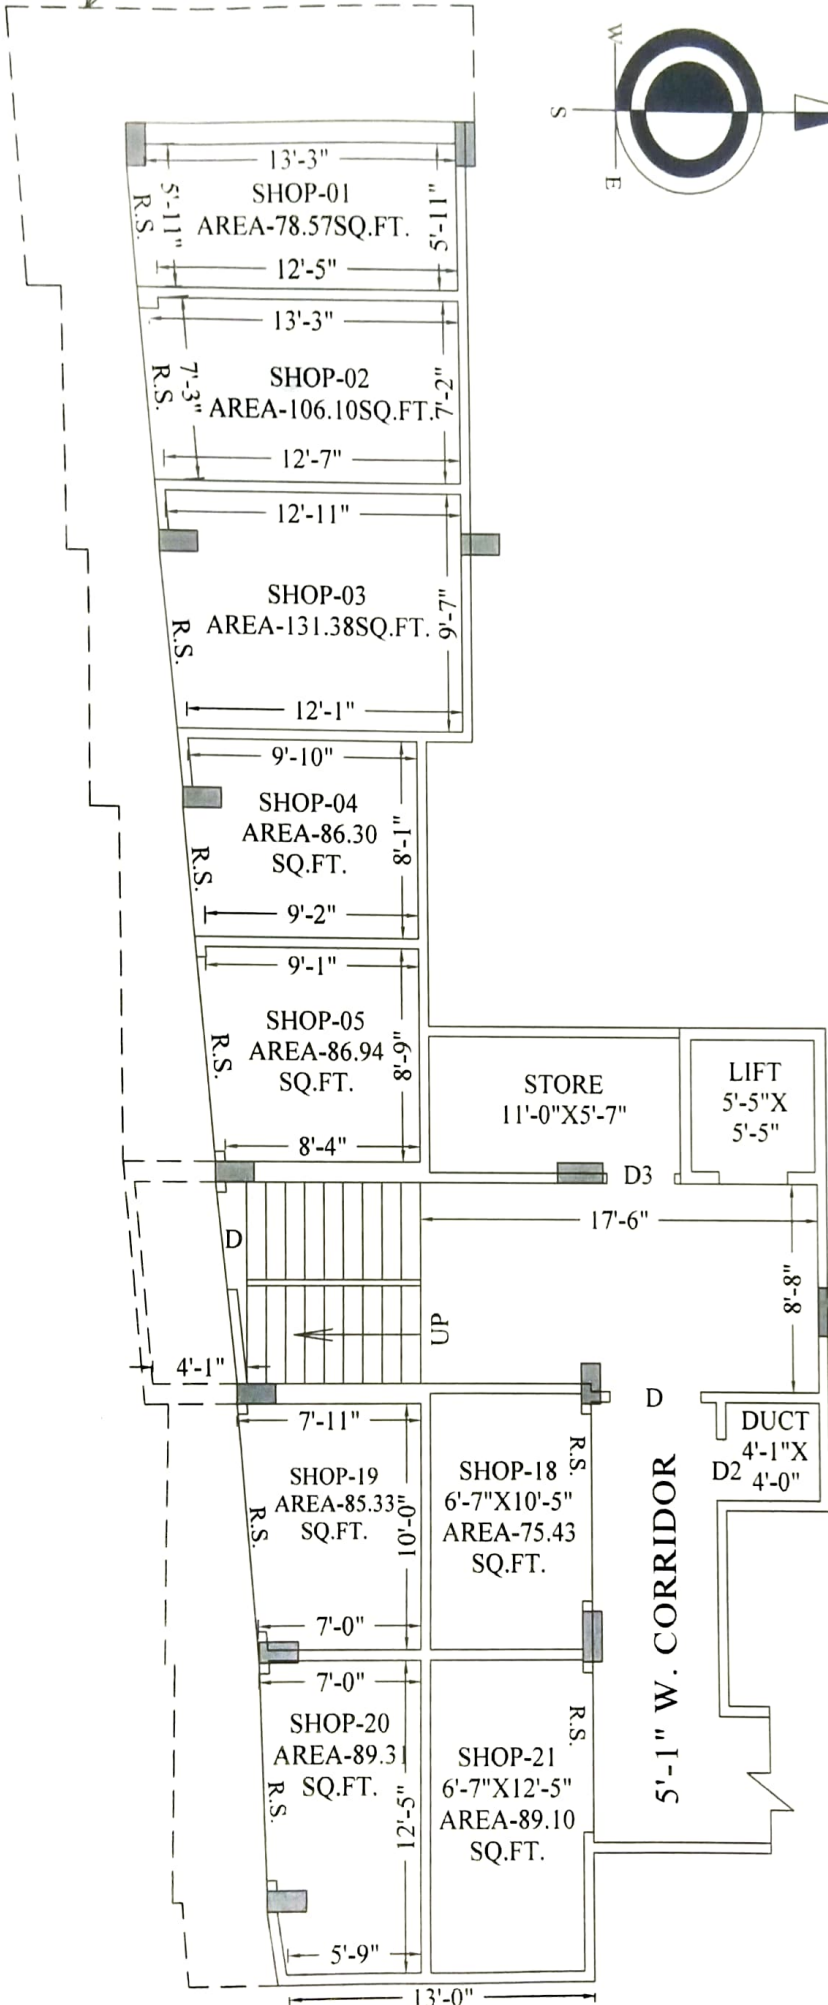 W
S
E
13'-3"
SHOP-01
AREA-78.57SQ.FT.
5'-11"
5'-11"
R.S.
12'-5"
13'-3"
SHOP-02
AREA-106.10SQ.FT.
7'-3"
7'-2"
R.S.
12'-7"
12'-11"
SHOP-03
AREA-131.38SQ.FT.
9'-7"
R.S.
12'-1"
9'-10"
SHOP-04
AREA-86.30
SQ.FT.
8'-1"
R.S.
9'-2"
9'-1"
SHOP-05
AREA-86.94
SQ.FT.
8'-9"
R.S.
8'-4"
STORE
11'-0"X5'-7"
LIFT
5'-5"X
5'-5"
D3
17'-6"
8'-8"
D
UP
4'-1"
D
DUCT
4'-1"X
4'-0"
D2
7'-11"
SHOP-19
AREA-85.33
SQ.FT.
10'-0"
R.S.
7'-0"
SHOP-18
6'-7"X10'-5"
AREA-75.43
SQ.FT.
R.S.
5'-1" W. CORRIDOR
7'-0"
SHOP-20
AREA-89.31
SQ.FT.
12'-5"
R.S.
5'-9"
SHOP-21
6'-7"X12'-5"
AREA-89.10
SQ.FT.
R.S.
13'-0"